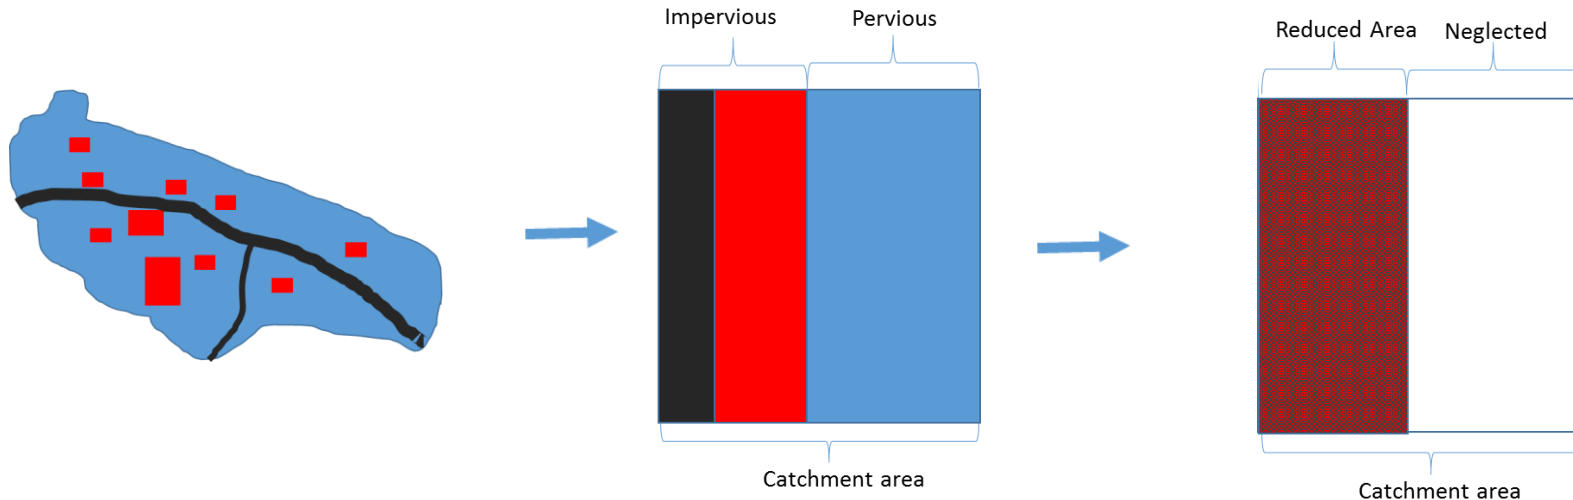 Impervious
Pervious
Catchment area
Reduced Area
Neglected
Catchment area